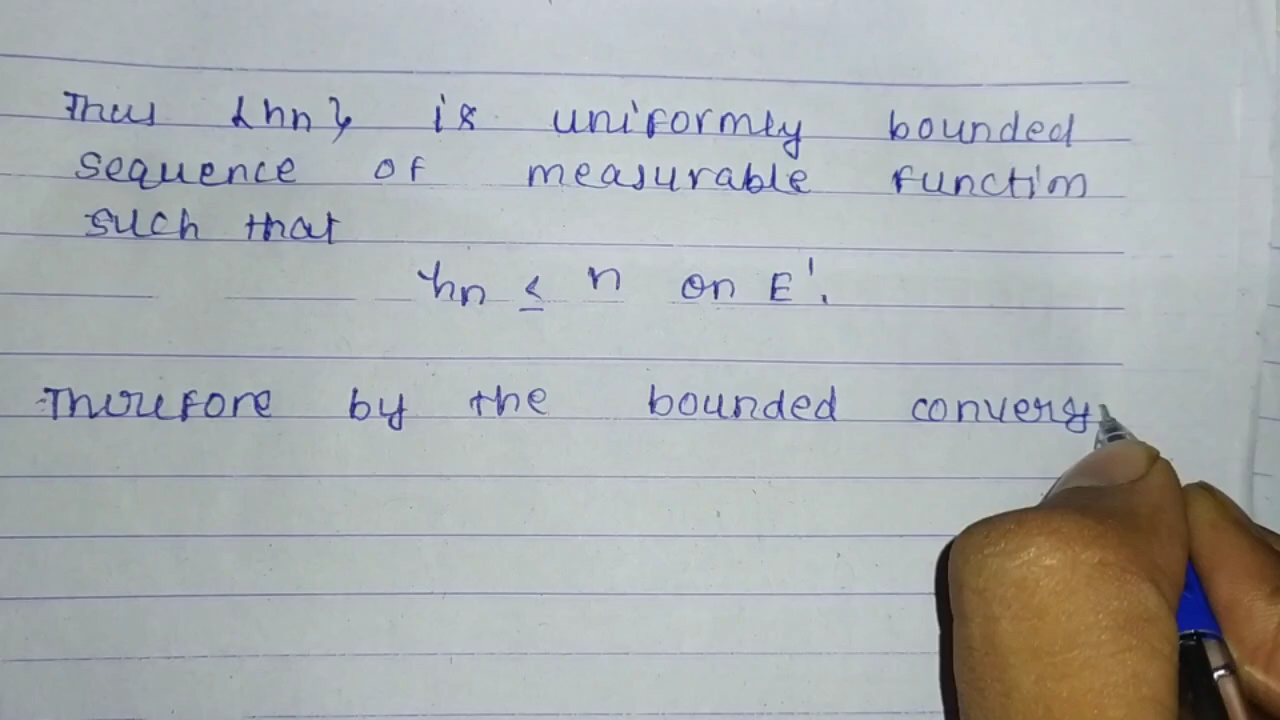 Thus {hn} is uniformly bounded
sequence of measurable function
such that
hn ≤ n on E'.
Therefore by the bounded converg